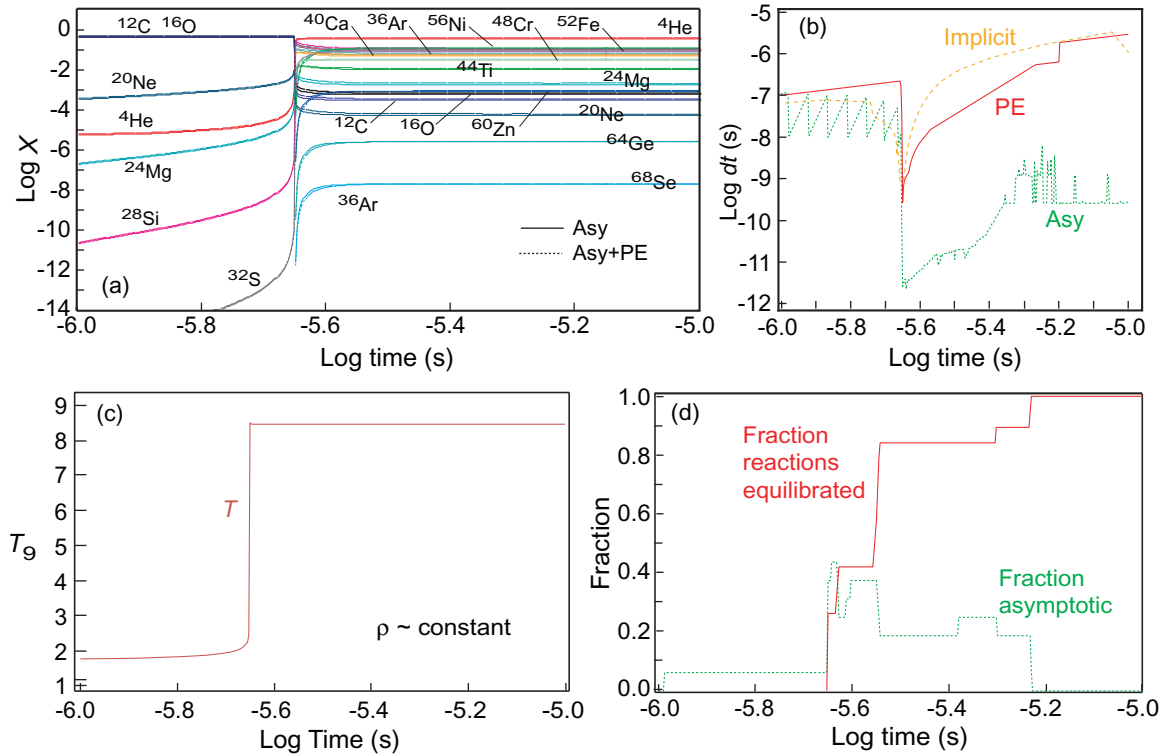 (a)
Log X
0
-2
-4
-6
-8
-10
-12
-14
¹²C ¹⁶O
⁴⁰Ca
³⁶Ar
⁵⁶Ni
⁴⁸Cr
⁵²Fe
⁴He
²⁰Ne
⁴He
²⁴Mg
²⁸Si
³²S
⁴⁴Ti
²⁴Mg
¹²C
¹⁶O
⁶⁰Zn
²⁰Ne
⁶⁴Ge
⁶⁸Se
³⁶Ar
Asy
Asy+PE
-6.0 -5.8 -5.6 -5.4 -5.2 -5.0
Log time (s)
(b)
Log dt (s)
-5
-6
-7
-8
-9
-10
-11
-12
Implicit
PE
Asy
-6.0 -5.8 -5.6 -5.4 -5.2 -5.0
Log time (s)
(c)
T₉
9
8
7
6
5
4
3
2
1
T
ρ ~ constant
-6.0 -5.8 -5.6 -5.4 -5.2 -5.0
Log Time (s)
(d)
Fraction
1.0
0.8
0.6
0.4
0.2
0.0
Fraction
reactions
equilibrated
Fraction
asymptotic
-6.0 -5.8 -5.6 -5.4 -5.2 -5.0
Log time (s)